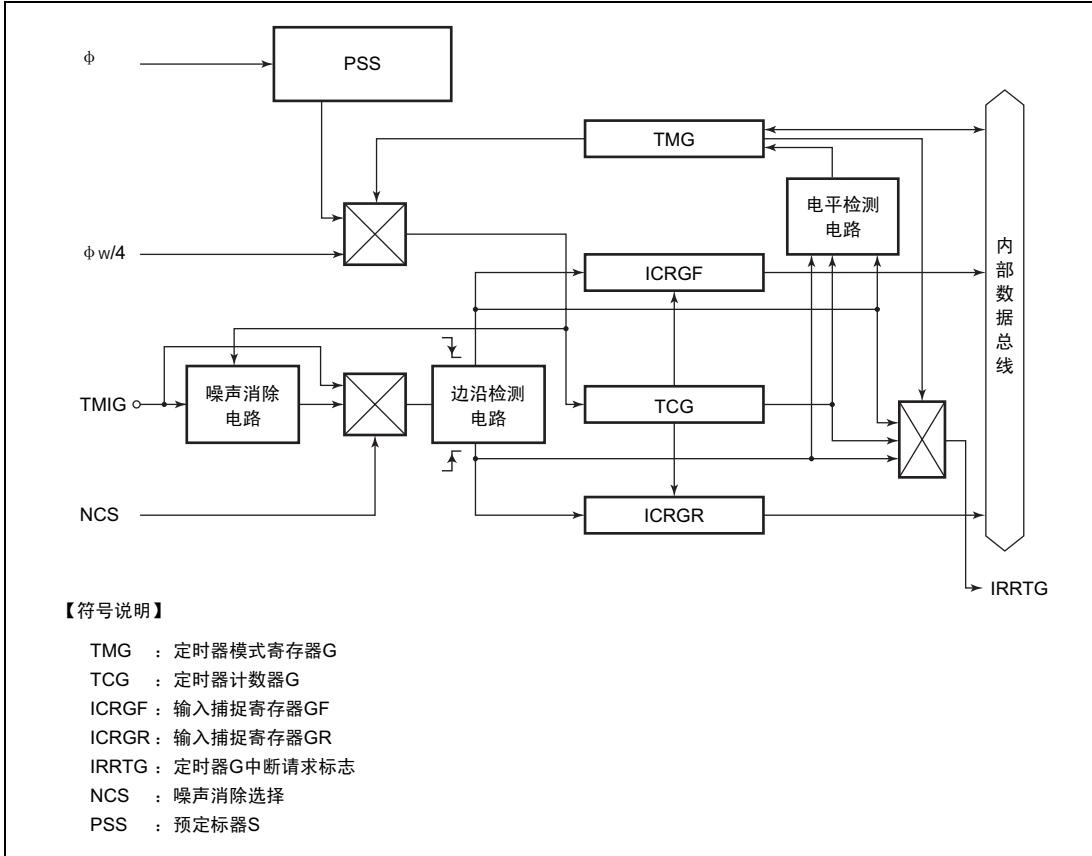 φ
PSS
TMG
电平检测
电路
φw/4
ICRGF
内部数据总线
TMIG
噪声消除
电路
边沿检测
电路
TCG
NCS
ICRGR
IRRTG
【符号说明】
TMG ：定时器模式寄存器G
TCG ：定时器计数器G
ICRGF：输入捕捉寄存器GF
ICRGR：输入捕捉寄存器GR
IRRTG：定时器G中断请求标志
NCS ：噪声消除选择
PSS ：预定标器S